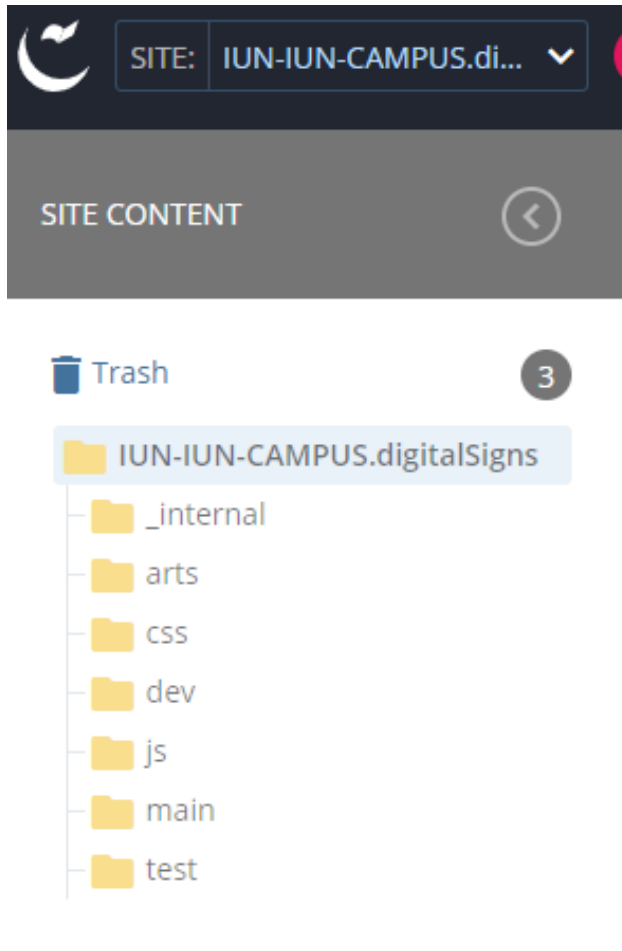 SITE: IUN-IUN-CAMPUS.di...
SITE CONTENT
Trash 3
IUN-IUN-CAMPUS.digitalSigns
_internal
arts
css
dev
js
main
test